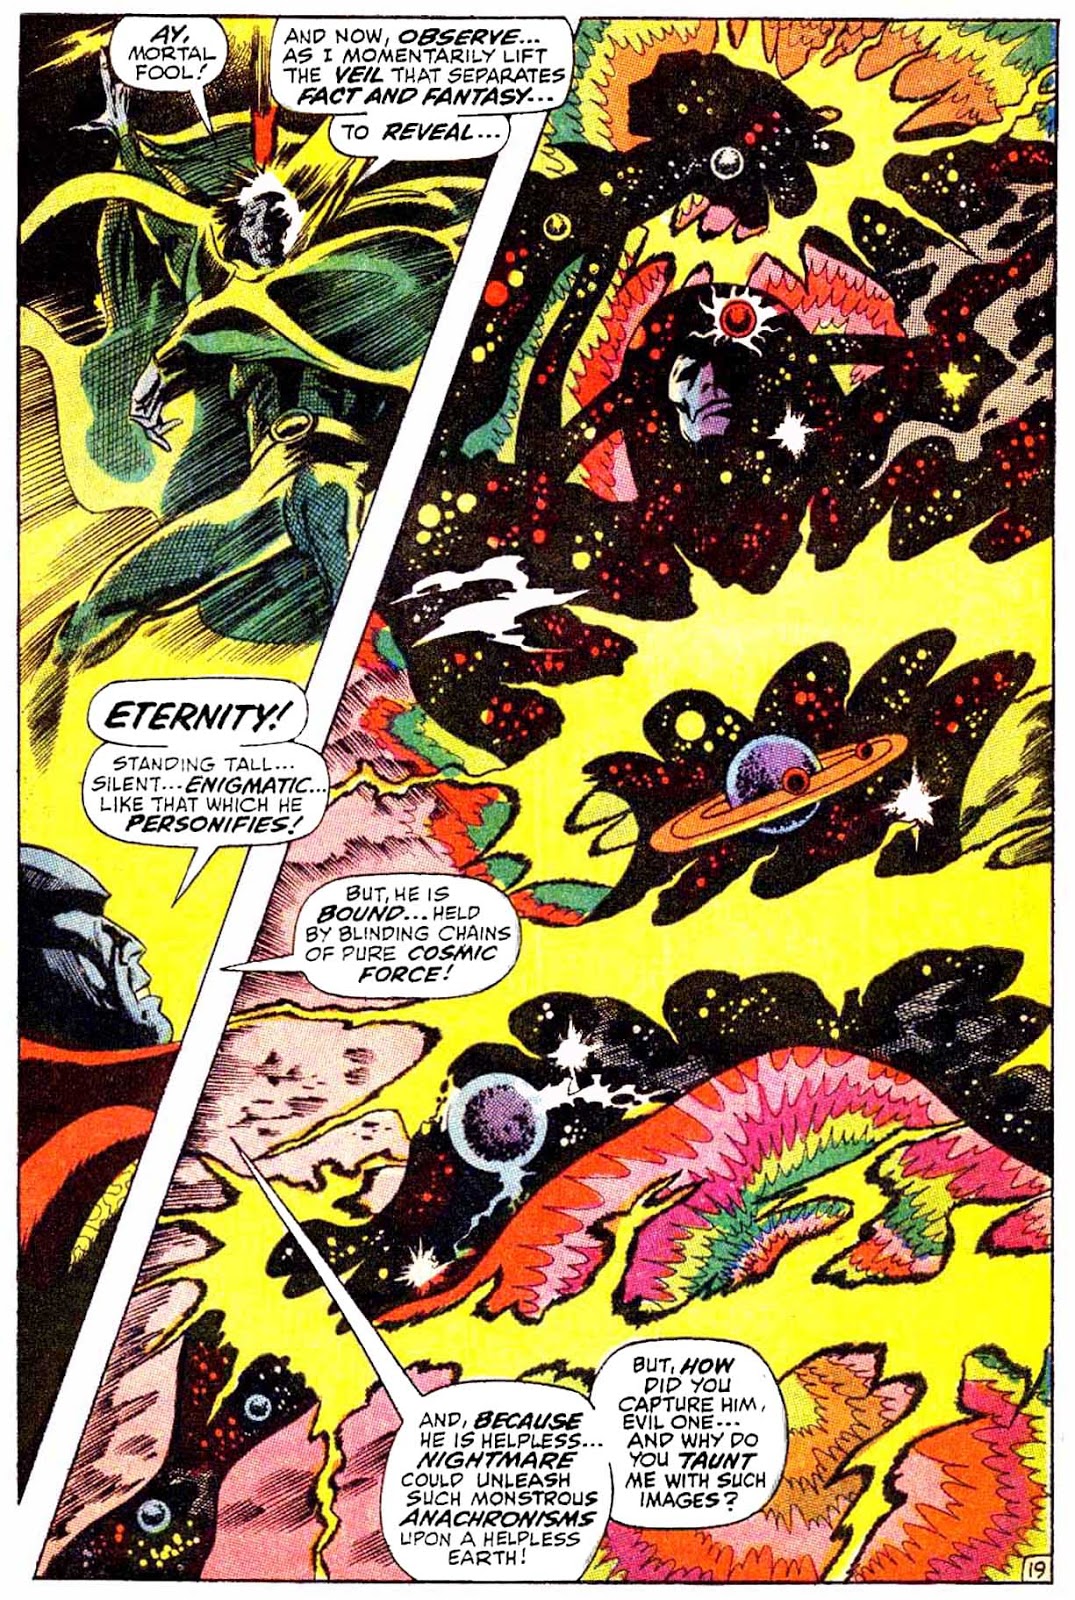 AY,
MORTAL
FOOL!
AND NOW, OBSERVE...
AS I MOMENTARILY LIFT
THE VEIL THAT SEPARATES
FACT AND FANTASY...
TO REVEAL...
ETERNITY!
STANDING TALL...
SILENT...ENIGMATIC...
LIKE THAT WHICH HE
PERSONIFIES!
BUT, HE IS
BOUND...HELD
BY BLINDING CHAINS
OF PURE COSMIC
FORCE!
AND, BECAUSE
HE IS HELPLESS...
NIGHTMARE
COULD UNLEASH
SUCH MONSTROUS
ANACHRONISMS
UPON A HELPLESS
EARTH!
BUT, HOW
DID YOU
CAPTURE HIM,
EVIL ONE...
AND WHY DO
YOU TAUNT
ME WITH SUCH
IMAGES?
19